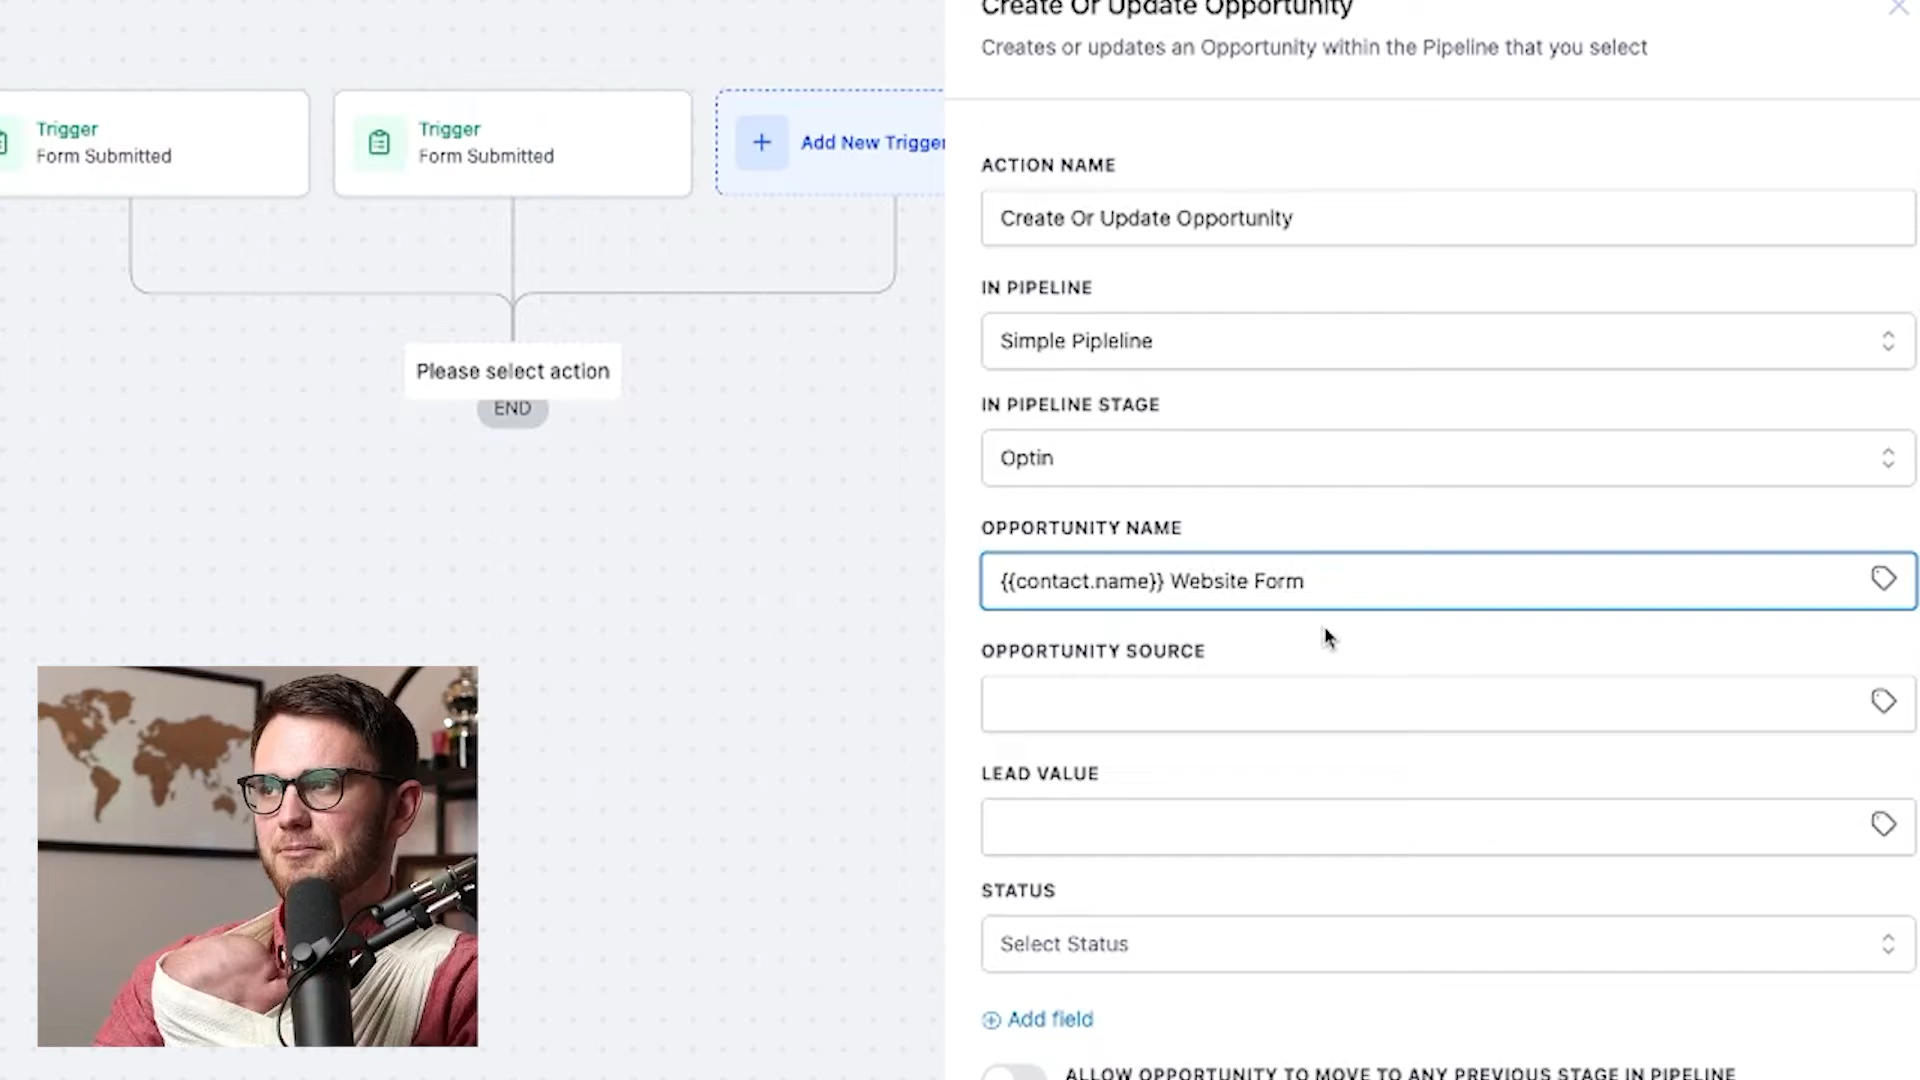 Create Or Update Opportunity
Creates or updates an Opportunity within the Pipeline that you select
Trigger
Form Submitted
Trigger
Form Submitted
Add New Trigger
Please select action
END
ACTION NAME
Create Or Update Opportunity
IN PIPELINE
Simple Pipleline
IN PIPELINE STAGE
Optin
OPPORTUNITY NAME
{{contact.name}} Website Form
OPPORTUNITY SOURCE
LEAD VALUE
STATUS
Select Status
Add field
ALLOW OPPORTUNITY TO MOVE TO ANY PREVIOUS STAGE IN PIPELINE